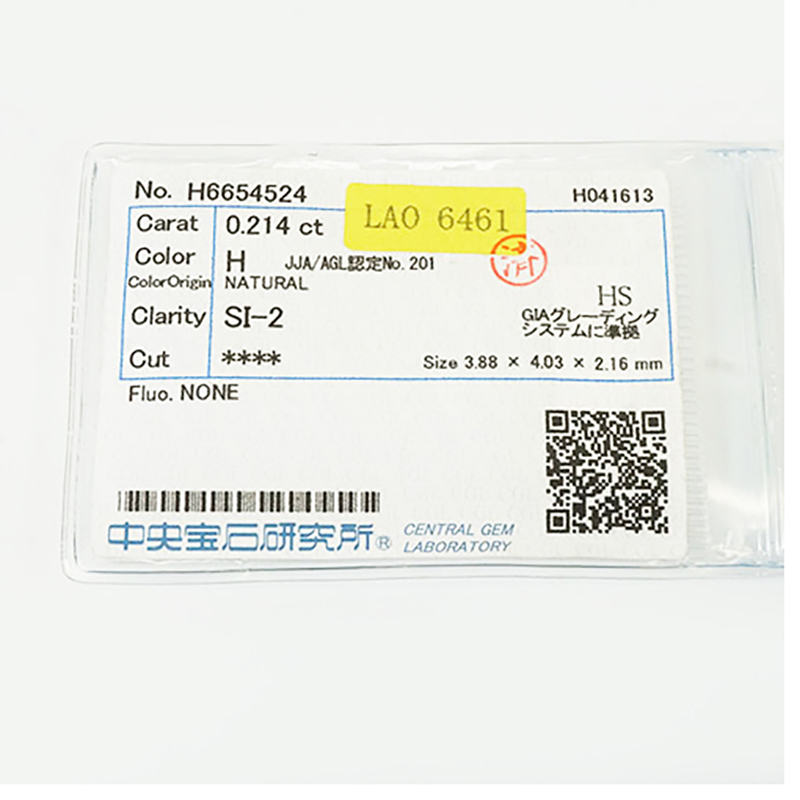 No. H6654524
LAO 6461
H041613
Carat 0.214 ct
Color H JJA/AGL認定No.201
ColorOrigin NATURAL
Clarity SI-2
HS
GIAグレーディング
システムに準拠
Cut ****
Size 3.88 × 4.03 × 2.16 mm
Fluo. NONE
中央宝石研究所®
CENTRAL GEM
LABORATORY